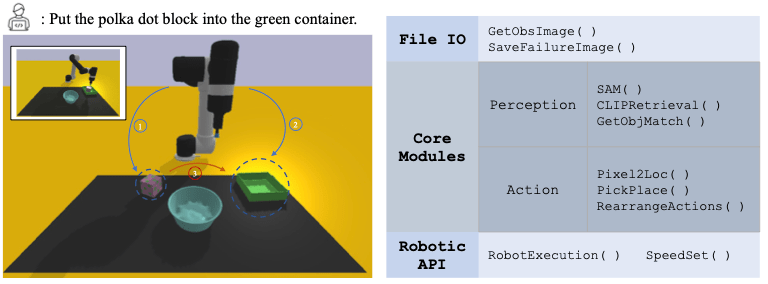 : Put the polka dot block into the green container.
1
2
3
File IO
GetObsImage( )
SaveFailureImage( )
Core
Modules
Perception
SAM( )
CLIPRetrieval( )
GetObjMatch( )
Action
Pixel2Loc( )
PickPlace( )
RearrangeActions( )
Robotic
API
RobotExecution( ) SpeedSet( )